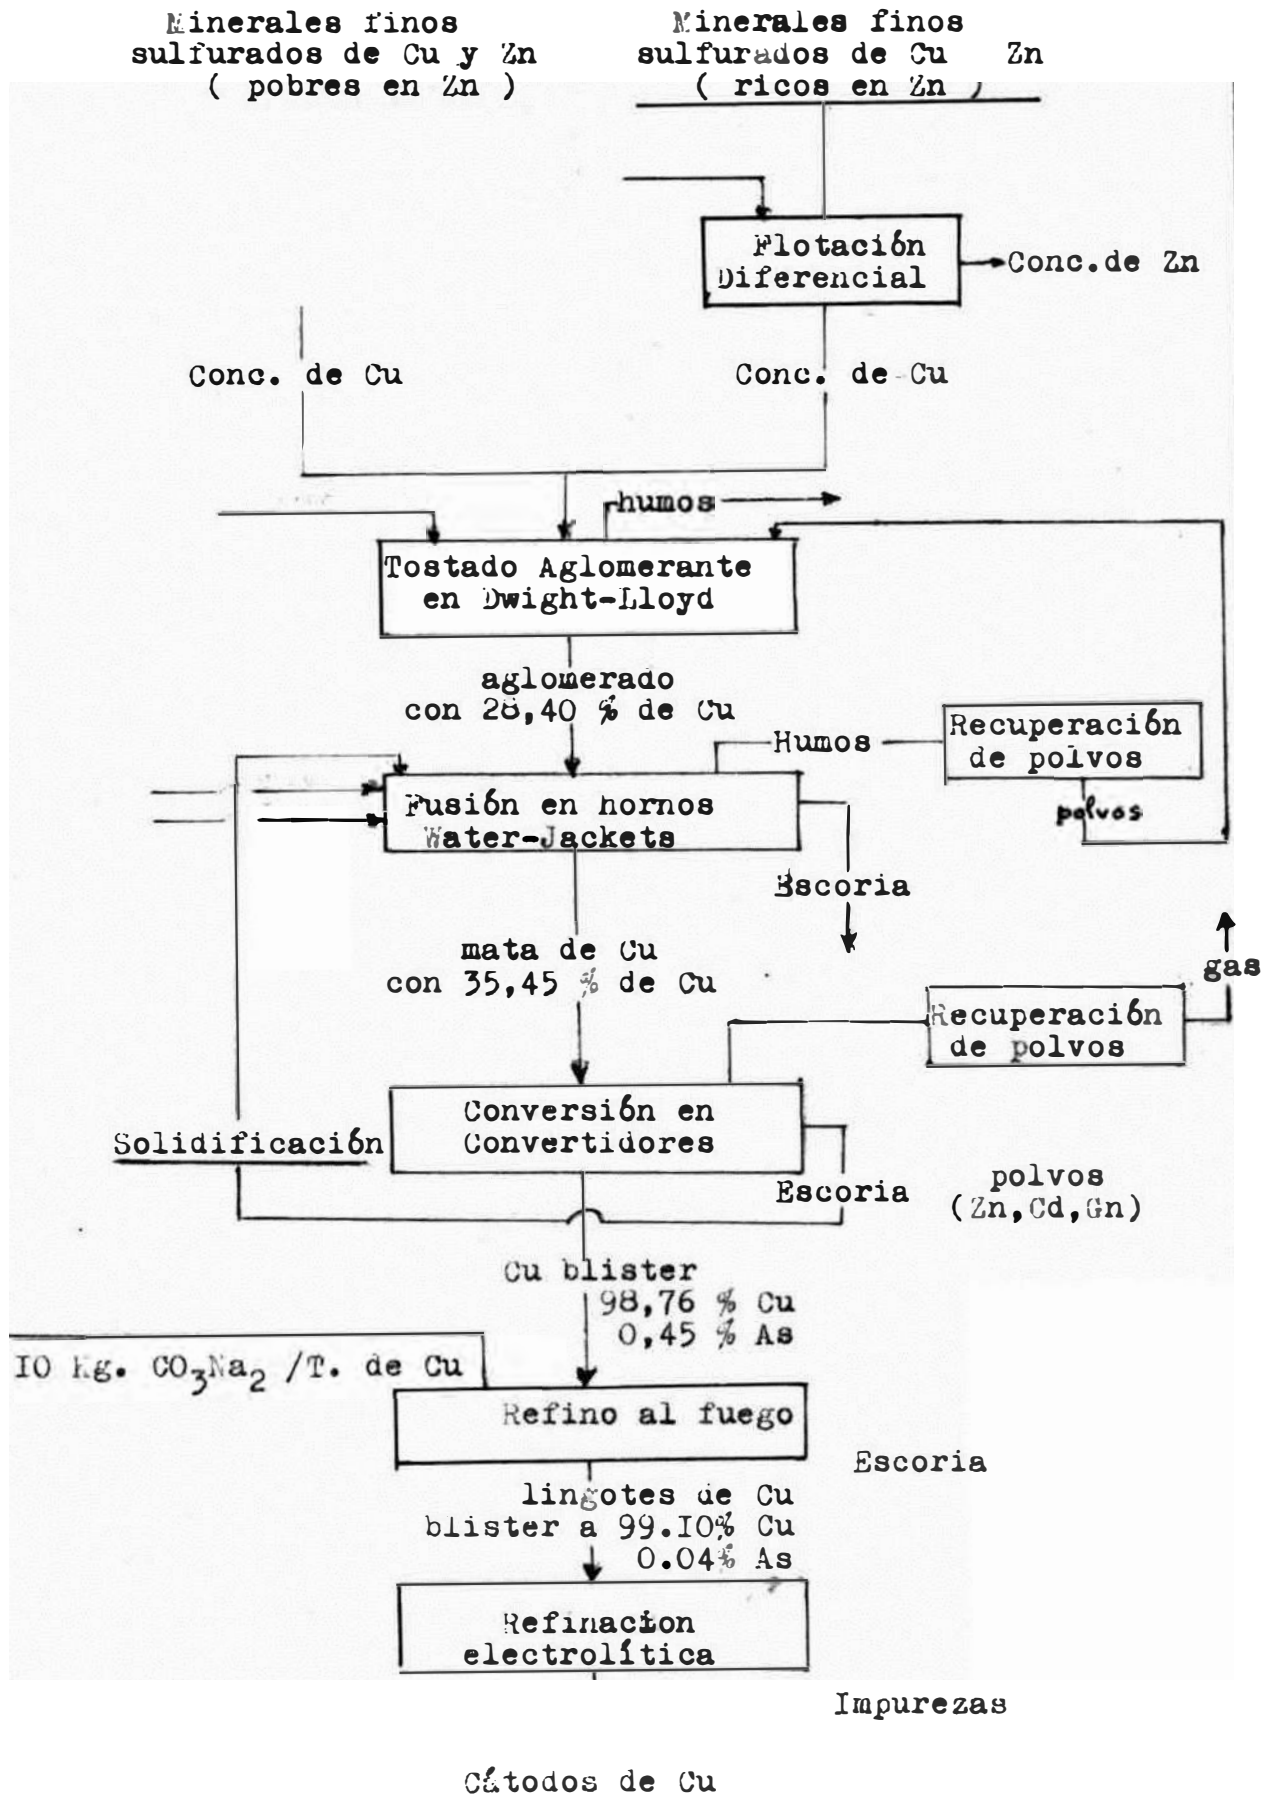 Minerales finos
sulfurados de Cu y Zn
( pobres en Zn )
Minerales finos
sulfurados de Cu Zn
( ricos en Zn )
Flotación
Diferencial
Conc.de Zn
Conc. de Cu
Conc. de Cu
humos
Tostado Aglomerante
en Dwight-Lloyd
aglomerado
con 28,40 % de Cu
Humos
Recuperación
de polvos
polvos
Fusión en hornos
Water-Jackets
Escoria
mata de Cu
con 35,45 % de Cu
gas
Recuperación
de polvos
Conversión en
Convertidores
Solidificación
Escoria
polvos
(Zn,Cd,Gn)
Cu blister
98,76 % Cu
0,45 % As
IO Kg. CO3Na2 /T. de Cu
Refino al fuego
Escoria
lingotes de Cu
blister a 99.IO% Cu
0.04% As
Refinacion
electrolítica
Impurezas
Cátodos de Cu